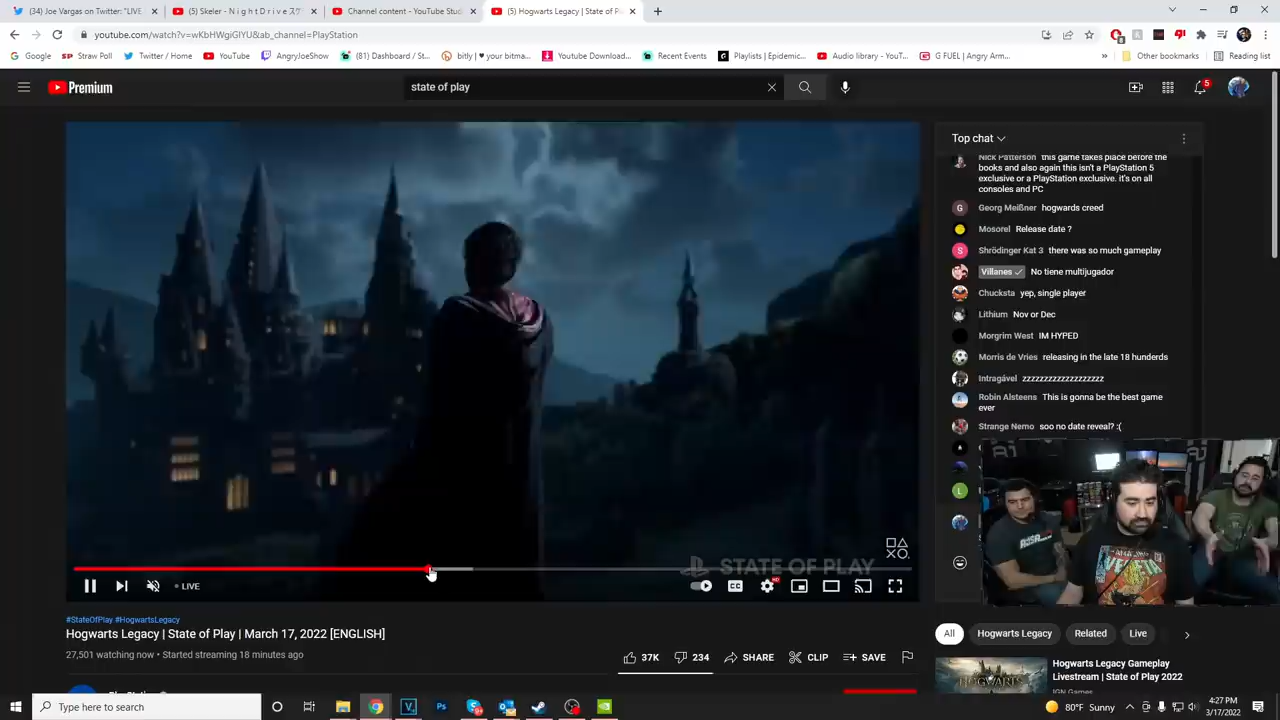 (34) Joe Vargas on Twitter: "LIVE
(5) Skeler - N i g h t D r i v e
Channel content - YouTube Stud
(5) Hogwarts Legacy | State of Pl
youtube.com/watch?v=wKbHWgiGIYU&ab_channel=PlayStation
Google
Straw Poll
Twitter / Home
YouTube
AngryJoeShow
(81) Dashboard / St...
bitly | ♥ your bitma...
Youtube Download...
Recent Events
Playlists | Epidemic...
Audio library - YouT...
G FUEL | Angry Arm...
»
Other bookmarks
Reading list
Premium
state of play
5
Top chat
Nick Patterson this game takes place before the
books and also again this isn't a PlayStation 5
exclusive or a PlayStation exclusive. it's on all
consoles and PC
Georg Meißner hogwards creed
Mosorel Release date ?
Shrödinger Kat 3 there was so much gameplay
Villanes No tiene multijugador
Chucksta yep, single player
Lithium Nov or Dec
Morgrim West IM HYPED
Morris de Vries releasing in the late 18 hunderds
Intragável zzzzzzzzzzzzzzzzzzz
Robin Alsteens This is gonna be the best game
ever
Strange Nemo soo no date reveal? :(
STATE OF PLAY
LIVE
CC
HD
#StateOfPlay #HogwartsLegacy
Hogwarts Legacy | State of Play | March 17, 2022 [ENGLISH]
27,501 watching now • Started streaming 18 minutes ago
37K
234
SHARE
CLIP
SAVE
All
Hogwarts Legacy
Related
Live
HOGWARTS
Hogwarts Legacy Gameplay
Livestream | State of Play 2022
IGN Games
Type here to search
80°F Sunny
4:27 PM
3/17/2022